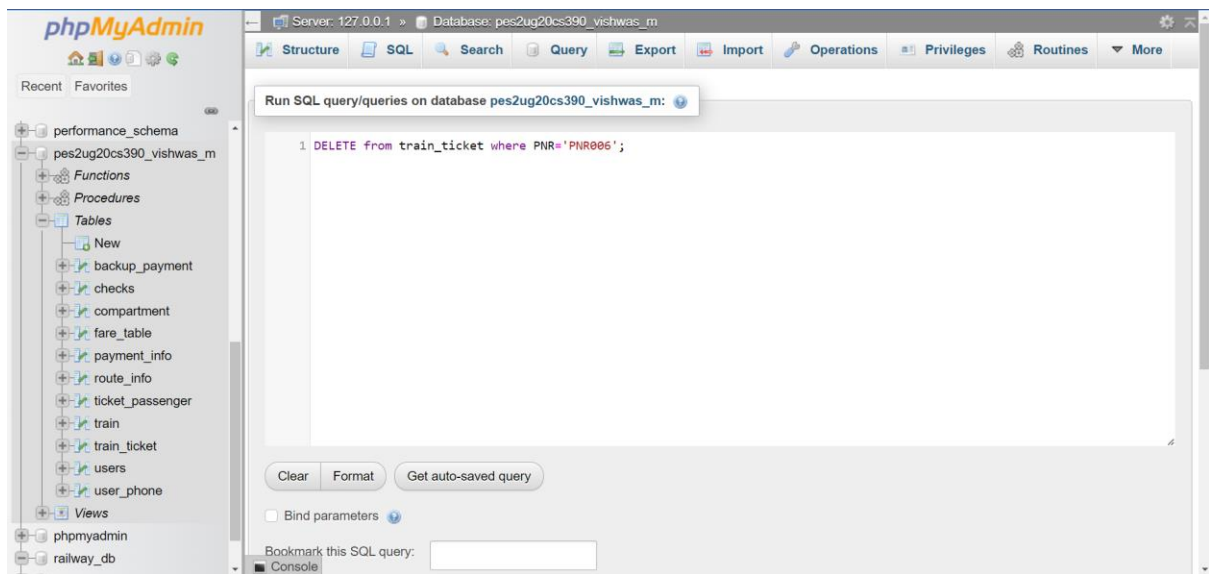 phpMyAdmin
Recent Favorites
performance_schema
pes2ug20cs390_vishwas_m
Functions
Procedures
Tables
New
backup_payment
checks
compartment
fare_table
payment_info
route_info
ticket_passenger
train
train_ticket
users
user_phone
Views
phpmyadmin
railway_db
Server: 127.0.0.1 » Database: pes2ug20cs390_vishwas_m
Structure SQL Search Query Export Import Operations Privileges Routines More
Run SQL query/queries on database pes2ug20cs390_vishwas_m:
1 DELETE from train_ticket where PNR='PNR006';
Clear Format Get auto-saved query
Bind parameters
Bookmark this SQL query:
Console